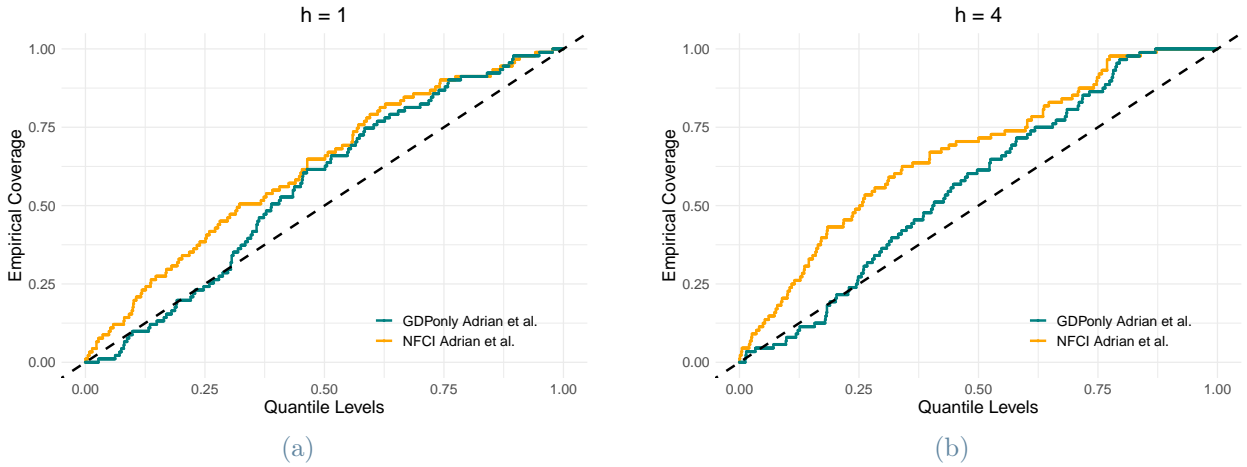 h = 1
1.00
0.75
0.50
0.25
0.00
Empirical Coverage
GDPonly Adrian et al.
NFCI Adrian et al.
0.00 0.25 0.50 0.75 1.00
Quantile Levels
(a)
h = 4
1.00
0.75
0.50
0.25
0.00
Empirical Coverage
GDPonly Adrian et al.
NFCI Adrian et al.
0.00 0.25 0.50 0.75 1.00
Quantile Levels
(b)